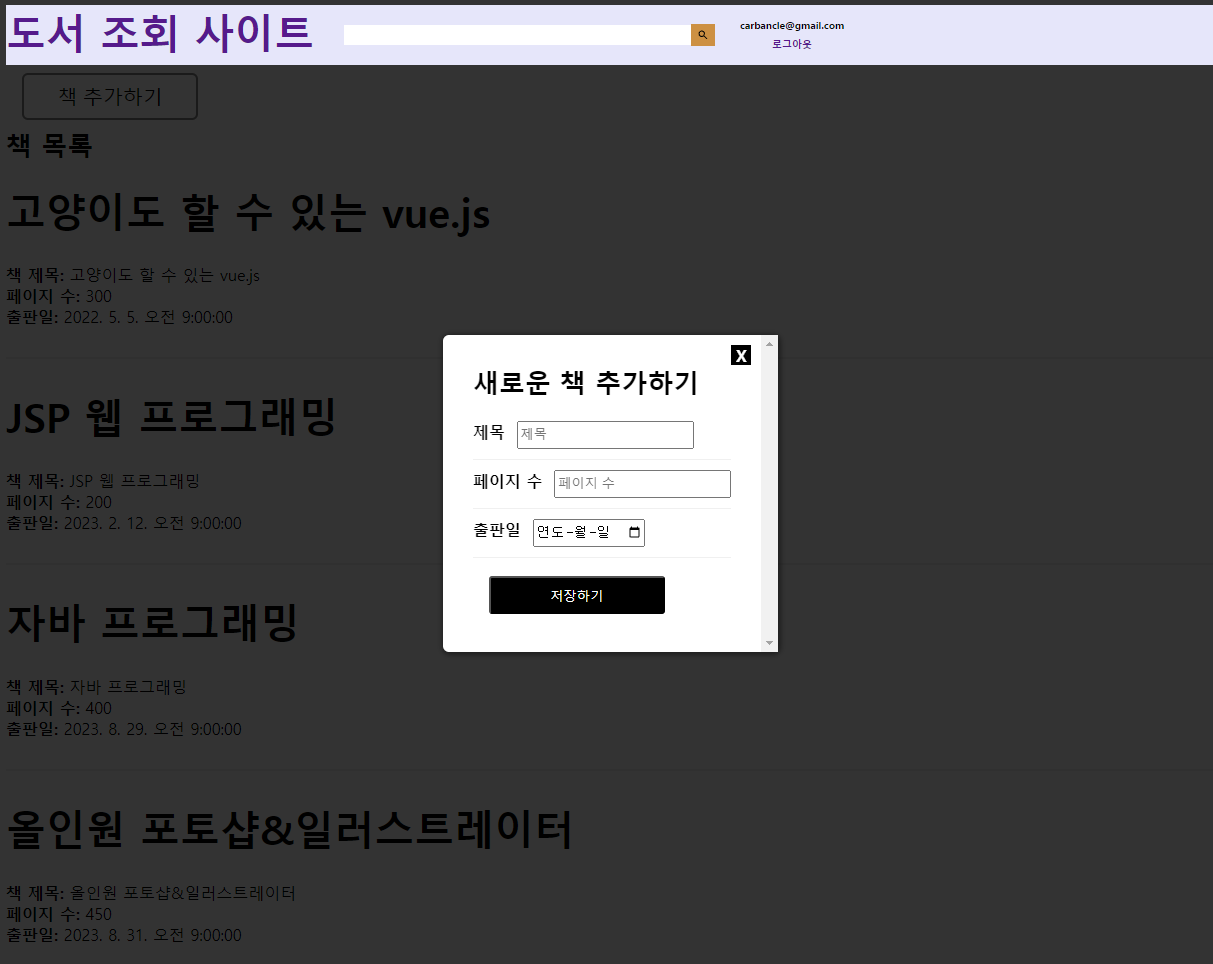 도서 조회 사이트
carbancle@gmail.com
로그아웃
책 추가하기
책 목록
고양이도 할 수 있는 vue.js
책 제목: 고양이도 할 수 있는 vue.js
페이지 수: 300
출판일: 2022. 5. 5. 오전 9:00:00
JSP 웹 프로그래밍
책 제목: JSP 웹 프로그래밍
페이지 수: 200
출판일: 2023. 2. 12. 오전 9:00:00
X
새로운 책 추가하기
제목 제목
페이지 수 페이지 수
출판일 연도-월-일
저장하기
자바 프로그래밍
책 제목: 자바 프로그래밍
페이지 수: 400
출판일: 2023. 8. 29. 오전 9:00:00
올인원 포토샵&일러스트레이터
책 제목: 올인원 포토샵&일러스트레이터
페이지 수: 450
출판일: 2023. 8. 31. 오전 9:00:00